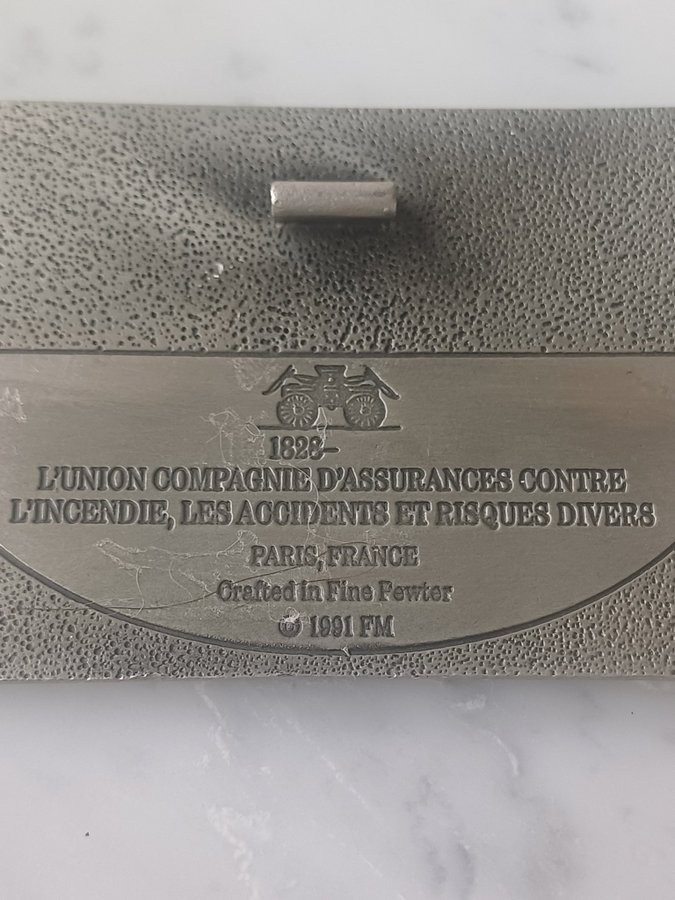 1828–
L'UNION COMPAGNIE D'ASSURANCES CONTRE
L'INCENDIE, LES ACCIDENTS ET RISQUES DIVERS
PARIS, FRANCE
Crafted in Fine Pewter
© 1991 FM